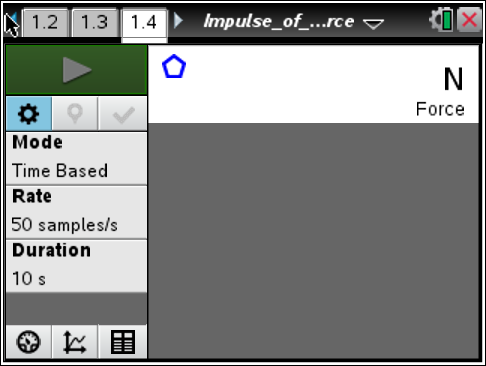 1.2 1.3 1.4 Impulse_of_...rce
N
Force
Mode
Time Based
Rate
50 samples/s
Duration
10 s